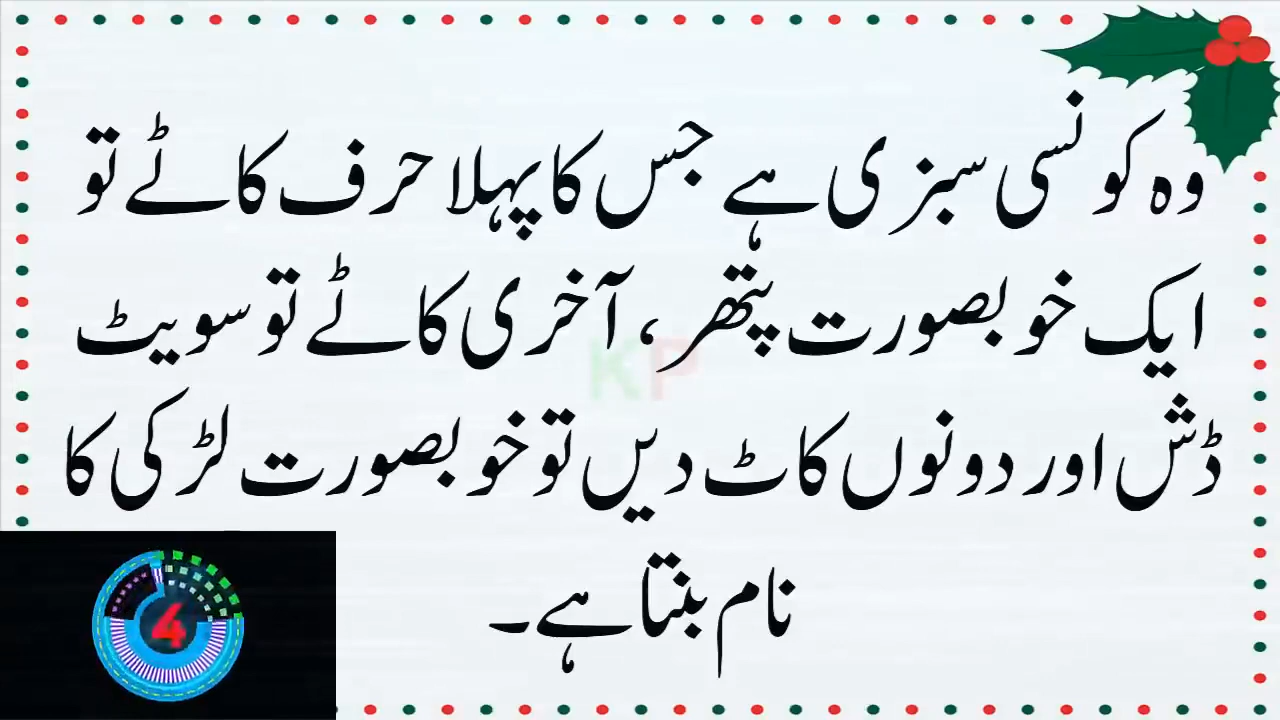 وہ کونسی سبزی ہے جس کا پہلا حرف کاٹے تو
ایک خوبصورت پتھر، آخری کاٹے تو سویٹ
ڈش اور دونوں کاٹ دیں تو خوبصورت لڑکی کا
نام بنتا ہے۔
KP
4